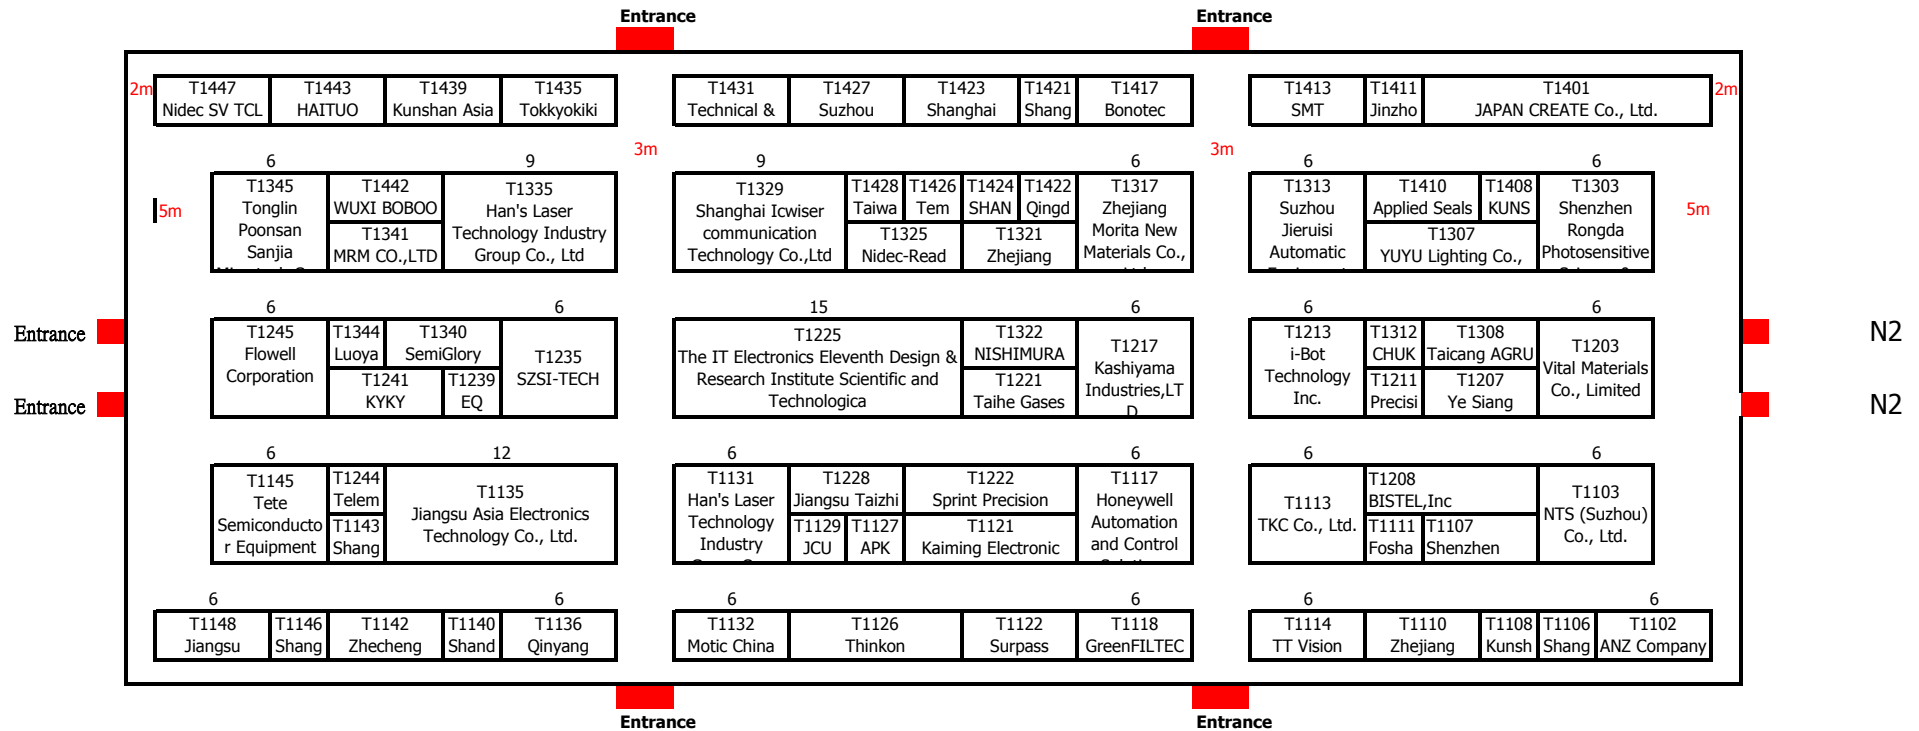 Entrance
Entrance
2m
T1447
Nidec SV TCL
T1443
HAITUO
T1439
Kunshan Asia
T1435
Tokkyokiki
T1431
Technical &
T1427
Suzhou
T1423
Shanghai
T1421
Shang
T1417
Bonotec
T1413
SMT
T1411
Jinzho
T1401
JAPAN CREATE Co., Ltd.
2m
3m
3m
6
9
9
6
6
6
5m
T1345
Tonglin
Poonsan
Sanjia
T1442
WUXI BOBOO
T1341
MRM CO.,LTD
T1335
Han's Laser
Technology Industry
Group Co., Ltd
T1329
Shanghai Icwiser
communication
Technology Co.,Ltd
T1428
Taiwa
T1426
Tem
T1424
SHAN
T1422
Qingd
T1325
Nidec-Read
T1321
Zhejiang
T1317
Zhejiang
Morita New
Materials Co.,
T1313
Suzhou
Jieruisi
Automatic
T1410
Applied Seals
T1408
KUNS
T1307
YUYU Lighting Co.,
T1303
Shenzhen
Rongda
Photosensitive
5m
6
6
15
6
6
6
Entrance
Entrance
T1245
Flowell
Corporation
T1344
Luoya
T1340
SemiGlory
T1241
KYKY
T1239
EQ
T1235
SZSI-TECH
T1225
The IT Electronics Eleventh Design &
Research Institute Scientific and
Technologica
T1322
NISHIMURA
T1221
Taihe Gases
T1217
Kashiyama
Industries,LT
D
T1213
i-Bot
Technology
Inc.
T1312
CHUK
T1308
Taicang AGRU
T1211
Precisi
T1207
Ye Siang
T1203
Vital Materials
Co., Limited
N2
N2
6
12
6
6
6
6
T1145
Tete
Semiconducto
r Equipment
T1244
Telem
T1143
Shang
T1135
Jiangsu Asia Electronics
Technology Co., Ltd.
T1131
Han's Laser
Technology
Industry
T1228
Jiangsu Taizhi
T1222
Sprint Precision
T1129
JCU
T1127
APK
T1121
Kaiming Electronic
T1117
Honeywell
Automation
and Control
T1113
TKC Co., Ltd.
T1208
BISTEL,Inc
T1111
Fosha
T1107
Shenzhen
T1103
NTS (Suzhou)
Co., Ltd.
6
6
6
6
6
6
T1148
Jiangsu
T1146
Shang
T1142
Zhecheng
T1140
Shand
T1136
Qinyang
T1132
Motic China
T1126
Thinkon
T1122
Surpass
T1118
GreenFILTEC
T1114
TT Vision
T1110
Zhejiang
T1108
Kunsh
T1106
Shang
T1102
ANZ Company
Entrance
Entrance